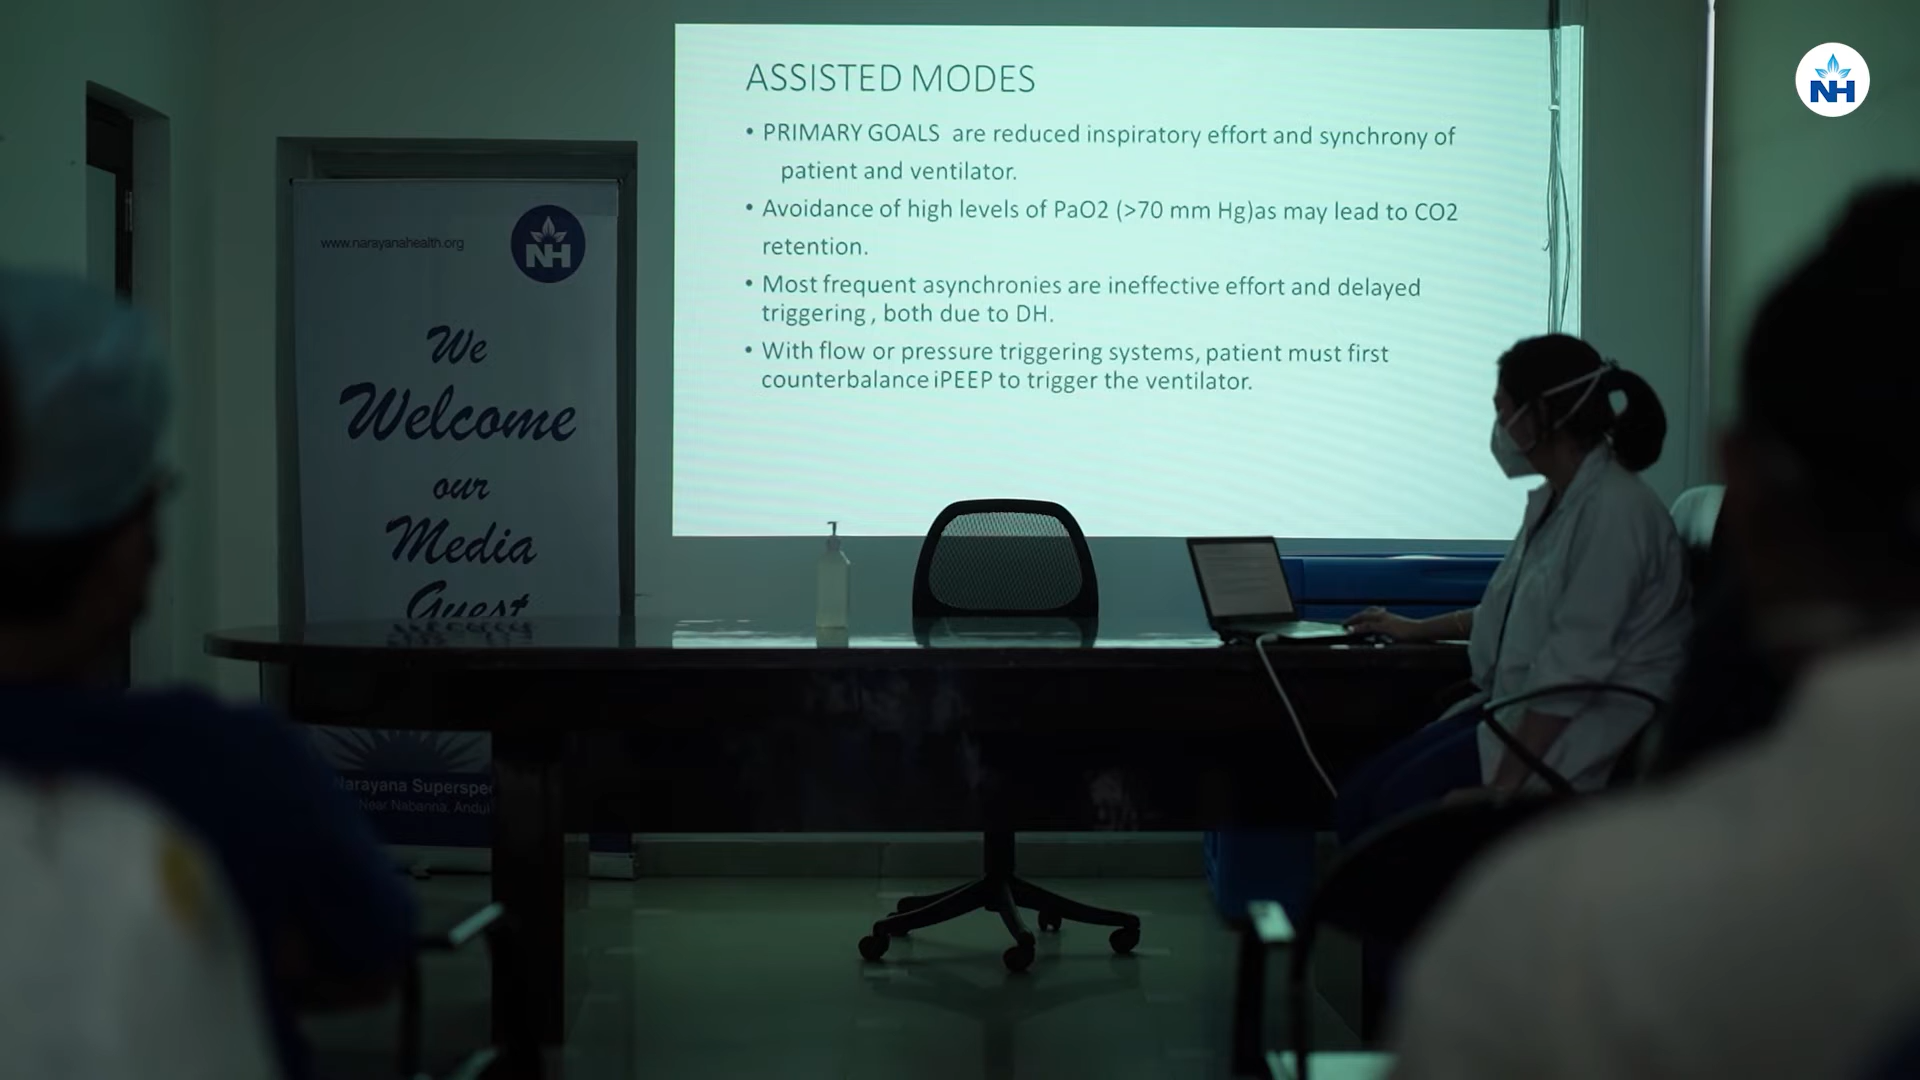 ASSISTED MODES
• PRIMARY GOALS are reduced inspiratory effort and synchrony of
patient and ventilator.
• Avoidance of high levels of PaO2 (>70 mm Hg)as may lead to CO2
retention.
• Most frequent asynchronies are ineffective effort and delayed
triggering , both due to DH.
• With flow or pressure triggering systems, patient must first
counterbalance iPEEP to trigger the ventilator.
NH
www.narayanahealth.org
NH
We
Welcome
our
Media
Guest
Narayana Superspe
Near Nabanna, Andul